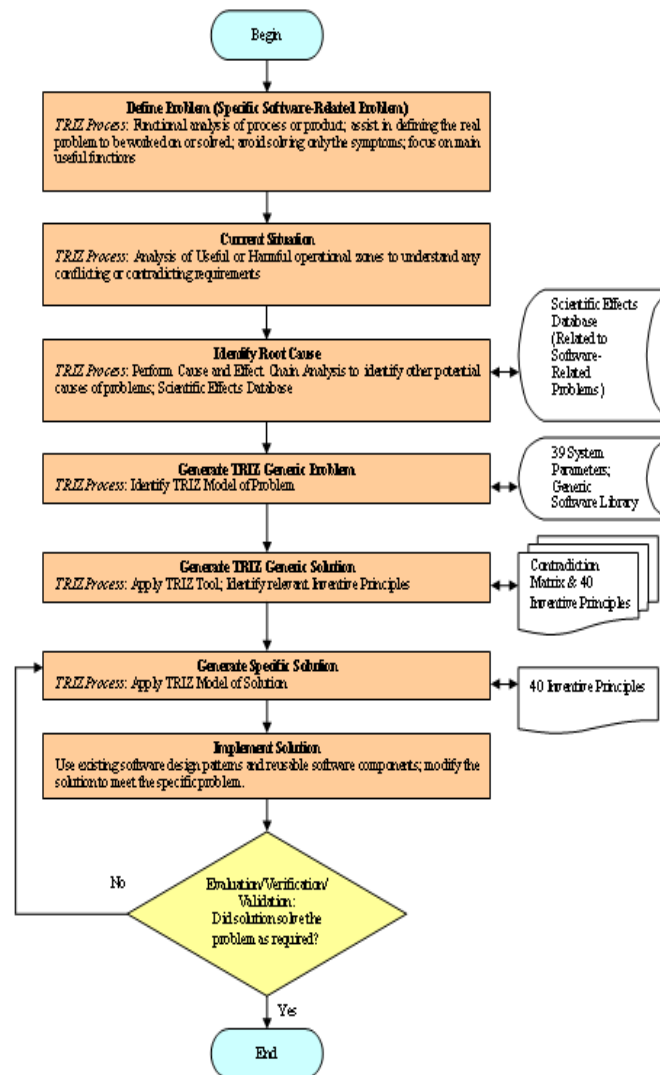 Begin
Define Problem (Specific Software-Related Problem)
TRIZ Process: Functional analysis of process or product; assist in defining the real
problem to be worked on or solved; avoid solving only the symptoms; focus on main
useful functions
Current Situation
TRIZ Process: Analysis of Useful or Harmful operational zones to understand any
conflicting or contradicting requirements
Identify Root Cause
TRIZ Process: Perform Cause and Effect Chain Analysis to identify other potential
causes of problems; Scientific Effects Database
Scientific Effects
Database
(Related to
Software-
Related
Problems)
Generate TRIZ Generic Problem
TRIZ Process: Identify TRIZ Model of Problem
39 System
Parameters;
Generic
Software Library
Generate TRIZ Generic Solution
TRIZ Process: Apply TRIZ Tool; Identify relevant Inventive Principles
Contradiction
Matrix & 40
Inventive Principles
Generate Specific Solution
TRIZ Process: Apply TRIZ Model of Solution
40 Inventive Principles
Implement Solution
Use existing software design patterns and reusable software components; modify the
solution to meet the specific problem.
No
Evaluation/Verification/
Validation:
Did solution solve the
problem as required?
Yes
End